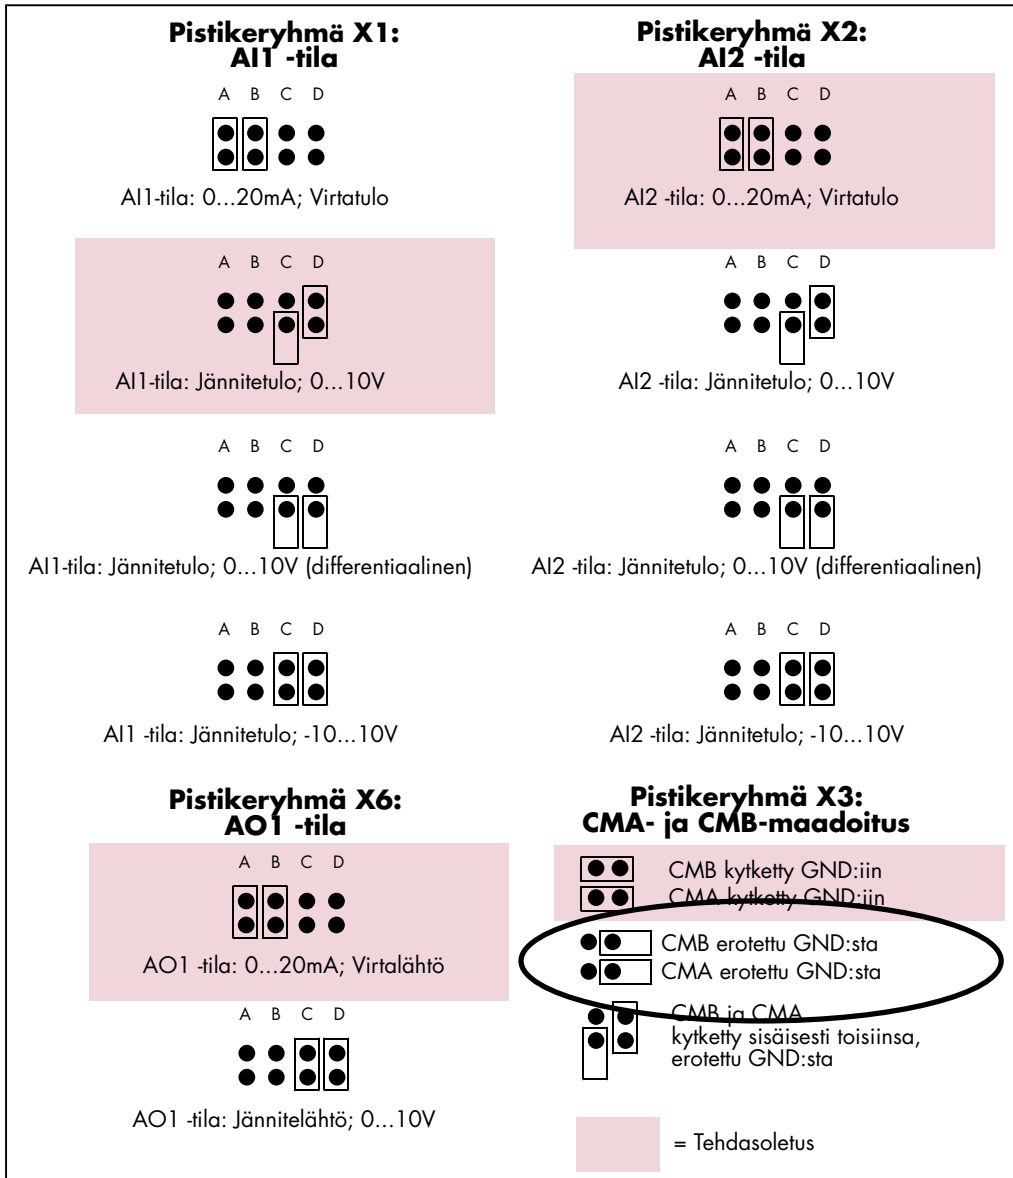 Pistikeryhmä X1:
AI1 -tila
A B C D
AI1-tila: 0...20mA; Virtatulo
A B C D
AI1-tila: Jännitetulo; 0...10V
A B C D
AI1-tila: Jännitetulo; 0...10V (differentiaalinen)
A B C D
AI1 -tila: Jännitetulo; -10...10V
Pistikeryhmä X2:
AI2 -tila
A B C D
AI2 -tila: 0...20mA; Virtatulo
A B C D
AI2 -tila: Jännitetulo; 0...10V
A B C D
AI2 -tila: Jännitetulo; 0...10V (differentiaalinen)
A B C D
AI2 -tila: Jännitetulo; -10...10V
Pistikeryhmä X6:
AO1 -tila
A B C D
AO1 -tila: 0...20mA; Virtalähtö
A B C D
AO1 -tila: Jännitelähtö; 0...10V
Pistikeryhmä X3:
CMA- ja CMB-maadoitus
CMB kytketty GND:iin
CMA kytketty GND:iin
CMB erotettu GND:sta
CMA erotettu GND:sta
CMB ja CMA
kytketty sisäisesti toisiinsa,
erotettu GND:sta
= Tehdasoletus